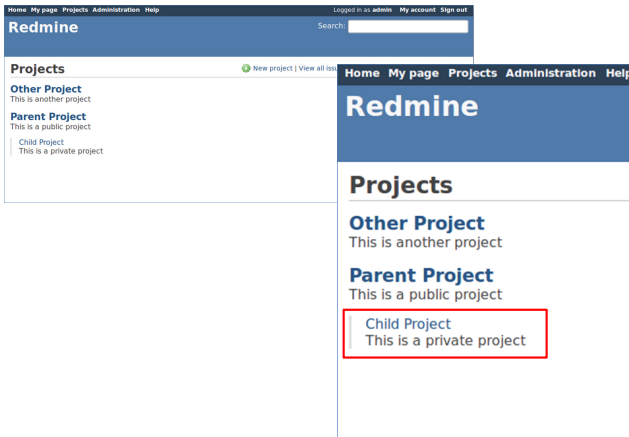 Home My page Projects Administration Help
Logged in as admin My account Sign out
Redmine
Search:
Projects
New project | View all issu
Other Project
This is another project
Parent Project
This is a public project
Child Project
This is a private project
Home My page Projects Administration Help
Redmine
Projects
Other Project
This is another project
Parent Project
This is a public project
Child Project
This is a private project